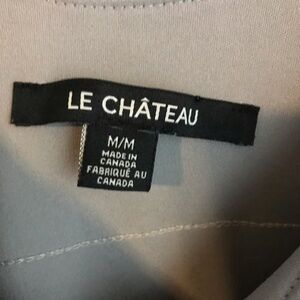 LE CHÂTEAU
M/M
MADE IN
CANADA
FABRIQUÉ AU
CANADA